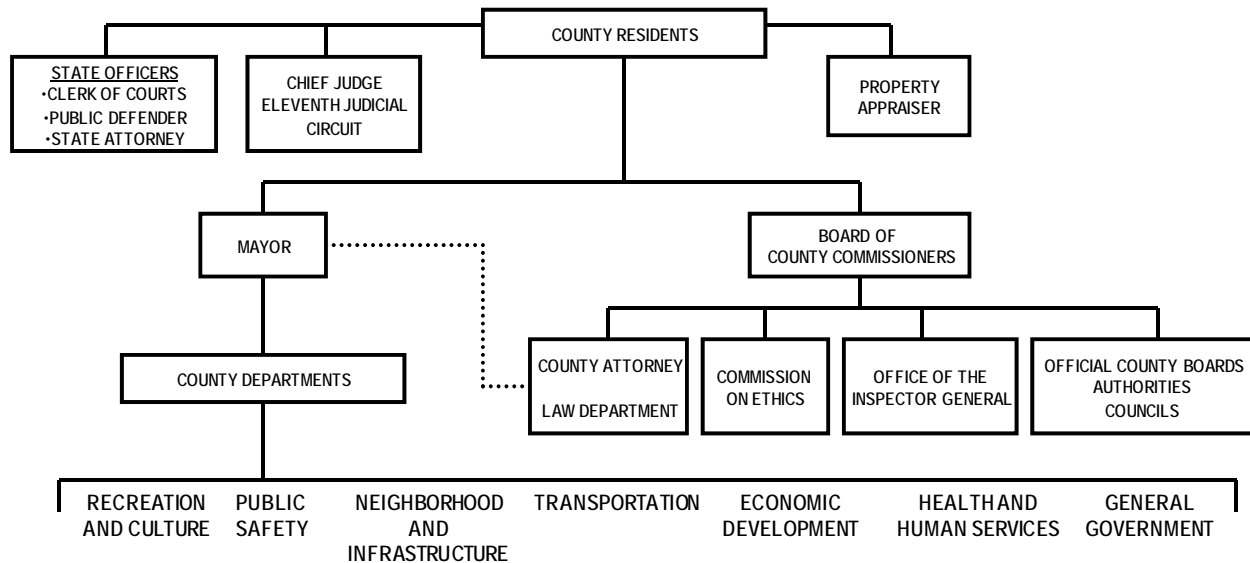 COUNTY RESIDENTS
STATE OFFICERS
•CLERK OF COURTS
•PUBLIC DEFENDER
•STATE ATTORNEY
CHIEF JUDGE
ELEVENTH JUDICIAL
CIRCUIT
PROPERTY
APPRAISER
MAYOR
BOARD OF
COUNTY COMMISSIONERS
COUNTY DEPARTMENTS
COUNTY ATTORNEY
LAW DEPARTMENT
COMMISSION
ON ETHICS
OFFICE OF THE
INSPECTOR GENERAL
OFFICIAL COUNTY BOARDS
AUTHORITIES
COUNCILS
RECREATION
AND CULTURE
PUBLIC
SAFETY
NEIGHBORHOOD
AND
INFRASTRUCTURE
TRANSPORTATION
ECONOMIC
DEVELOPMENT
HEALTH AND
HUMAN SERVICES
GENERAL
GOVERNMENT